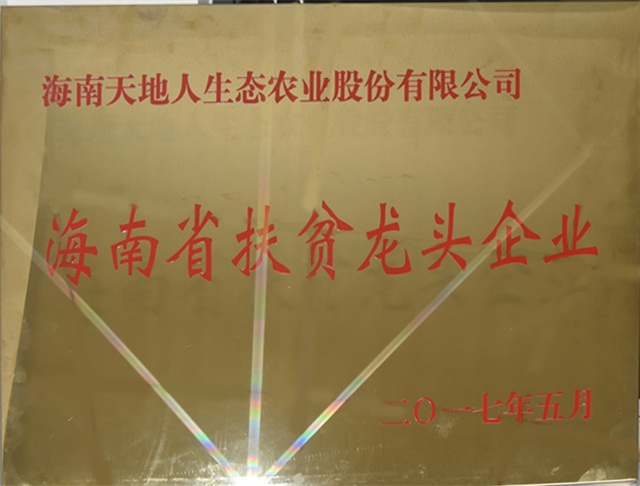 海南天地人生态农业股份有限公司
海南省扶贫龙头企业
二〇一七年五月